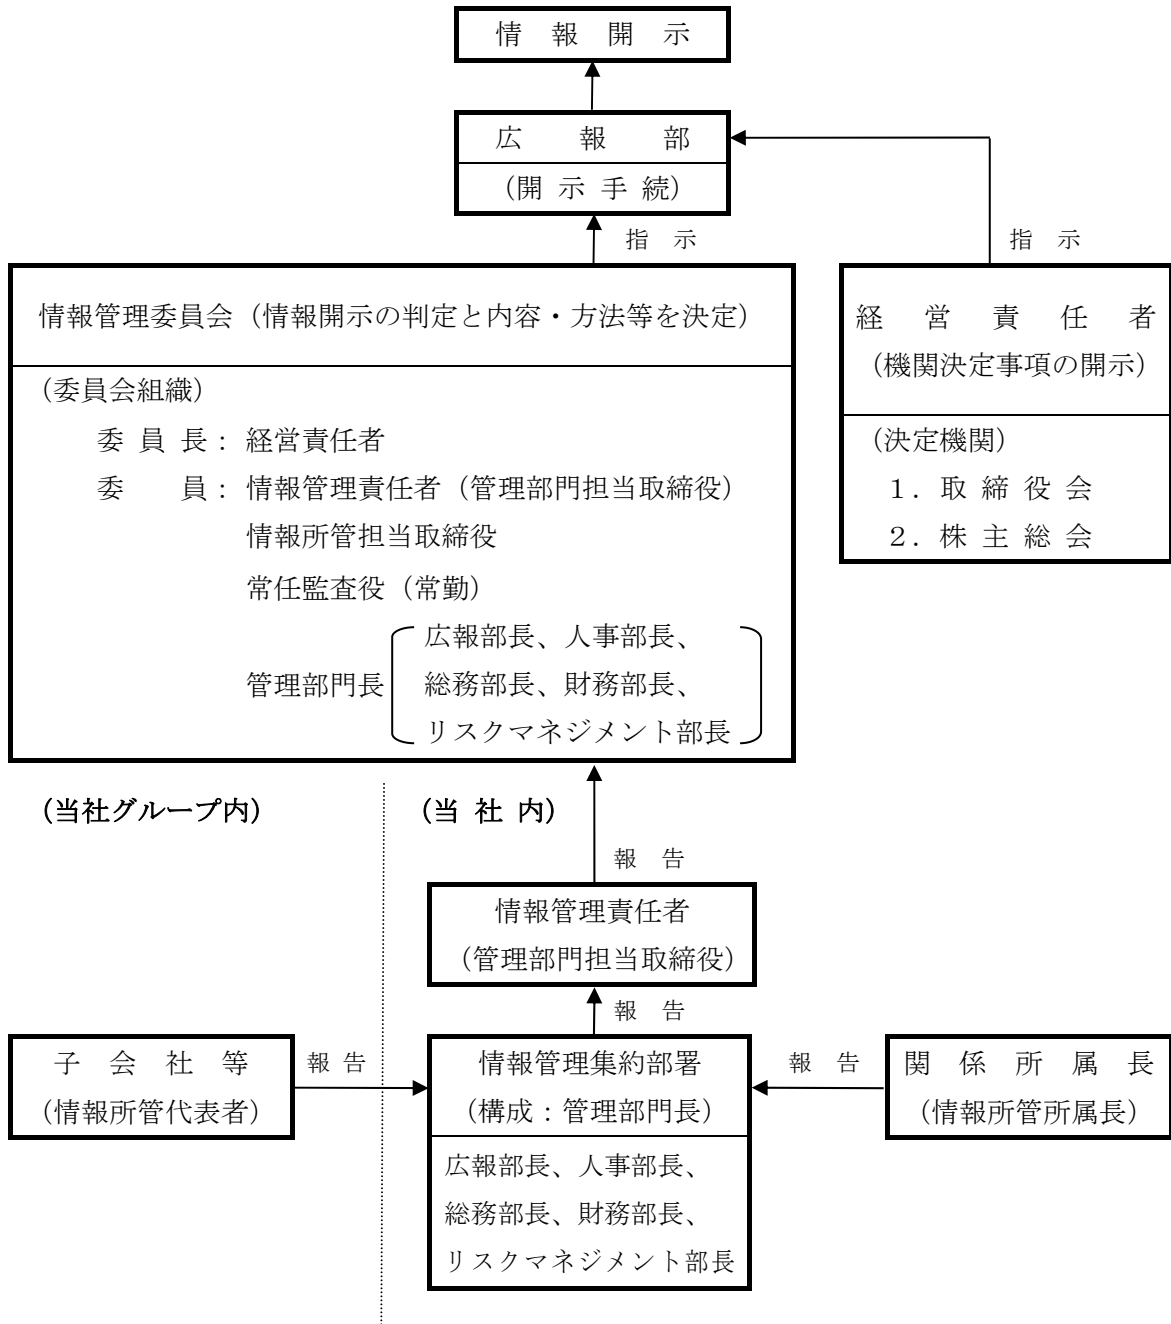 情報開示
広報部
（開示手続）
指示
指示
情報管理委員会（情報開示の判定と内容・方法等を決定）
（委員会組織）
委員長：経営責任者
委　員：情報管理責任者（管理部門担当取締役）
情報所管担当取締役
常任監査役（常勤）
広報部長、人事部長、
管理部門長 総務部長、財務部長、
リスクマネジメント部長
経営責任者
（機関決定事項の開示）
（決定機関）
１．取締役会
２．株主総会
（当社グループ内）
（当社内）
報告
情報管理責任者
（管理部門担当取締役）
報告
子会社等
（情報所管代表者）
報告
情報管理集約部署
（構成：管理部門長）
広報部長、人事部長、
総務部長、財務部長、
リスクマネジメント部長
報告
関係所属長
（情報所管所属長）